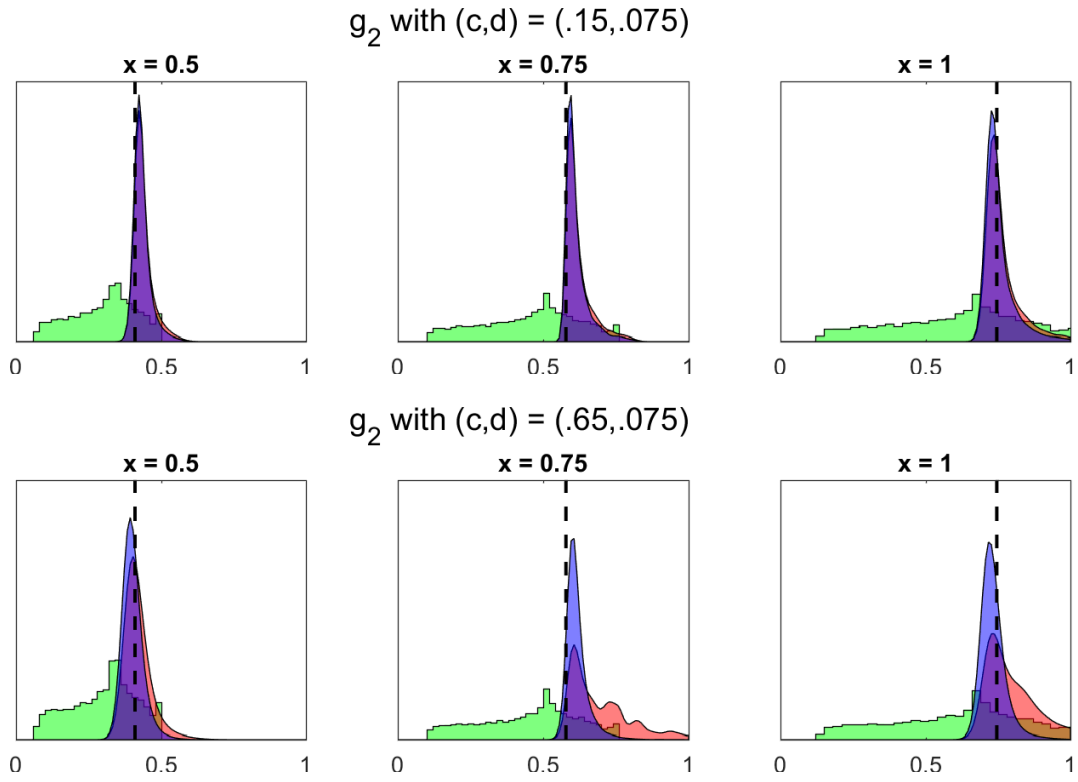 g2 with (c,d) = (.15,.075)
x = 0.5
x = 0.75
x = 1
0 0.5 1
0 0.5 1
0 0.5 1
g2 with (c,d) = (.65,.075)
x = 0.5
x = 0.75
x = 1
0 0.5 1
0 0.5 1
0 0.5 1